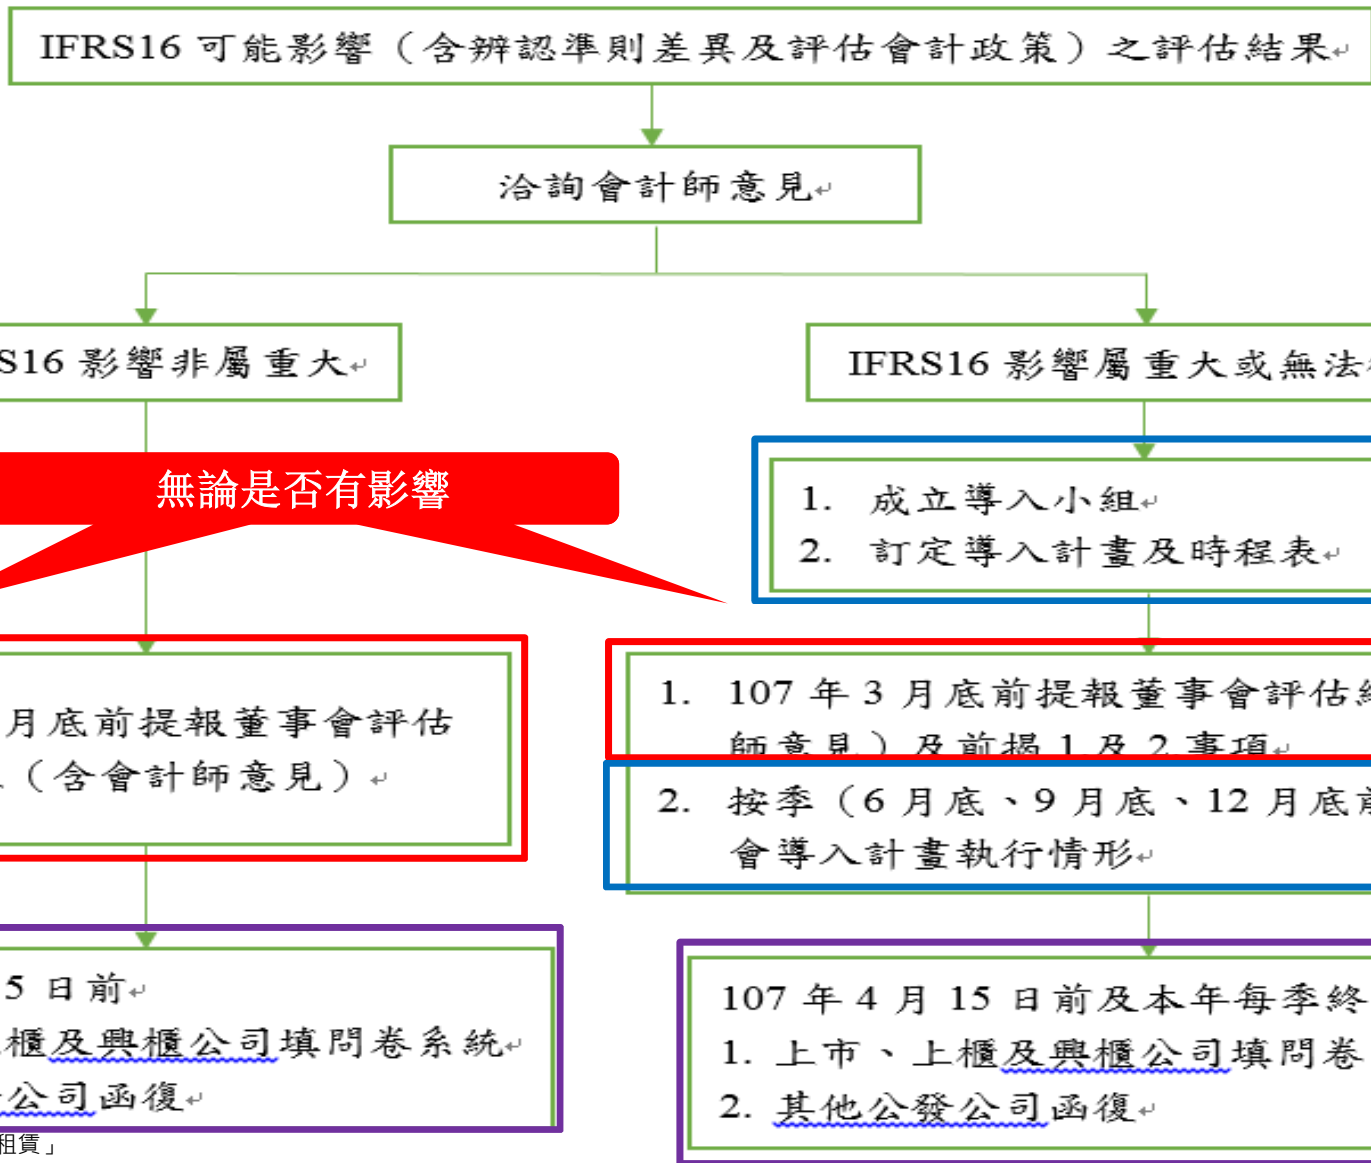 IFRS16 可能影響（含辨認準則差異及評估會計政策）之評估結果
洽詢會計師意見
S16 影響非屬重大
IFRS16 影響屬重大或無法
無論是否有影響
1. 成立導入小組
2. 訂定導入計畫及時程表
月底前提報董事會評估
（含會計師意見）
1. 107 年 3 月底前提報董事會評估
師意見）及前揭 1.及 2.事項
2. 按季（6 月底、9 月底、12 月底前
會導入計畫執行情形
5 日前
櫃及興櫃公司填問卷系統
公司函復
107 年 4 月 15 日前及本年每季終
1. 上市、上櫃及興櫃公司填問卷
2. 其他公發公司函復
租賃」